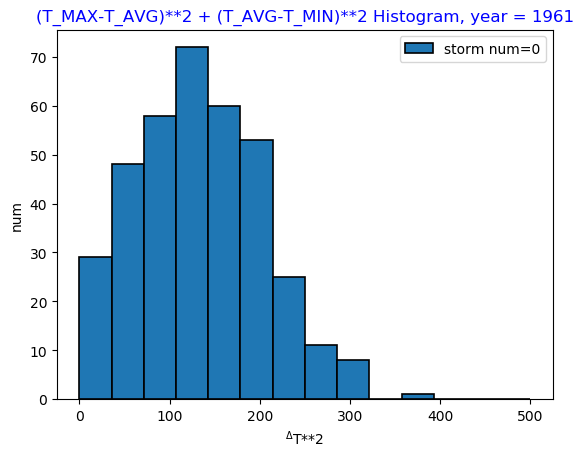 (T_MAX-T_AVG)**2 + (T_AVG-T_MIN)**2 Histogram, year = 1961
storm num=0
70
60
50
40
30
20
10
0
num
0 100 200 300 400 500
ᐞT**2